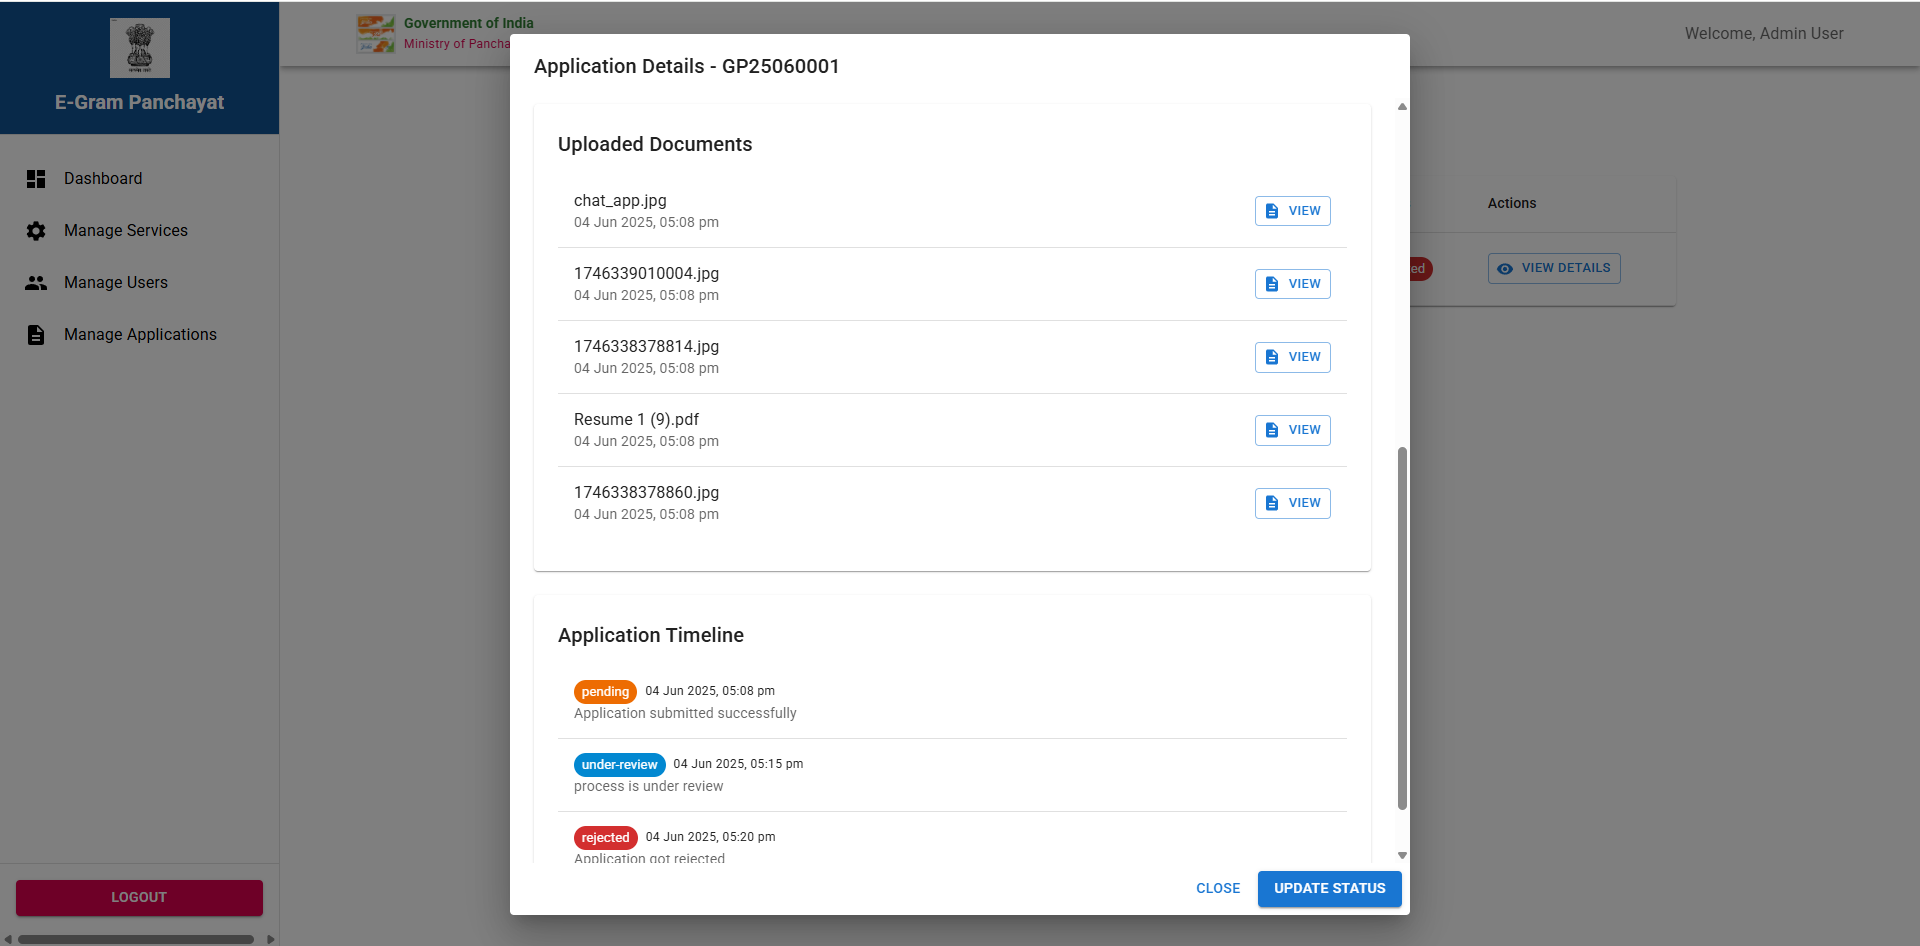 E-Gram Panchayat
Dashboard
Manage Services
Manage Users
Manage Applications
LOGOUT
Government of India
Ministry of
Welcome, Admin User
Actions
VIEW DETAILS
Application Details - GP25060001
Uploaded Documents
chat_app.jpg
04 Jun 2025, 05:08 pm
VIEW
1746339010004.jpg
04 Jun 2025, 05:08 pm
VIEW
1746338378814.jpg
04 Jun 2025, 05:08 pm
VIEW
Resume 1 (9).pdf
04 Jun 2025, 05:08 pm
VIEW
1746338378860.jpg
04 Jun 2025, 05:08 pm
VIEW
Application Timeline
pending 04 Jun 2025, 05:08 pm
Application submitted successfully
under-review 04 Jun 2025, 05:15 pm
process is under review
rejected 04 Jun 2025, 05:20 pm
Application got rejected
CLOSE
UPDATE STATUS